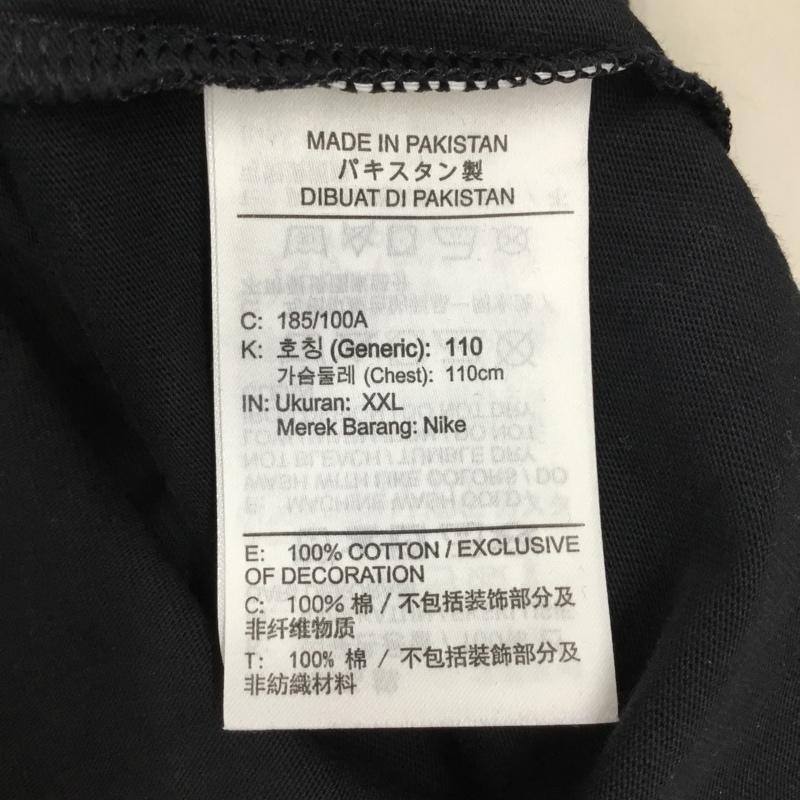 MADE IN PAKISTAN
パキスタン製
DIBUAT DI PAKISTAN
C: 185/100A
K: 호칭 (Generic): 110
가슴둘레 (Chest): 110cm
IN: Ukuran: XXL
Merek Barang: Nike
E: 100% COTTON / EXCLUSIVE
OF DECORATION
C: 100% 棉 / 不包括装饰部分及
非纤维物质
T: 100% 棉 / 不包括裝飾部分及
非紡織材料